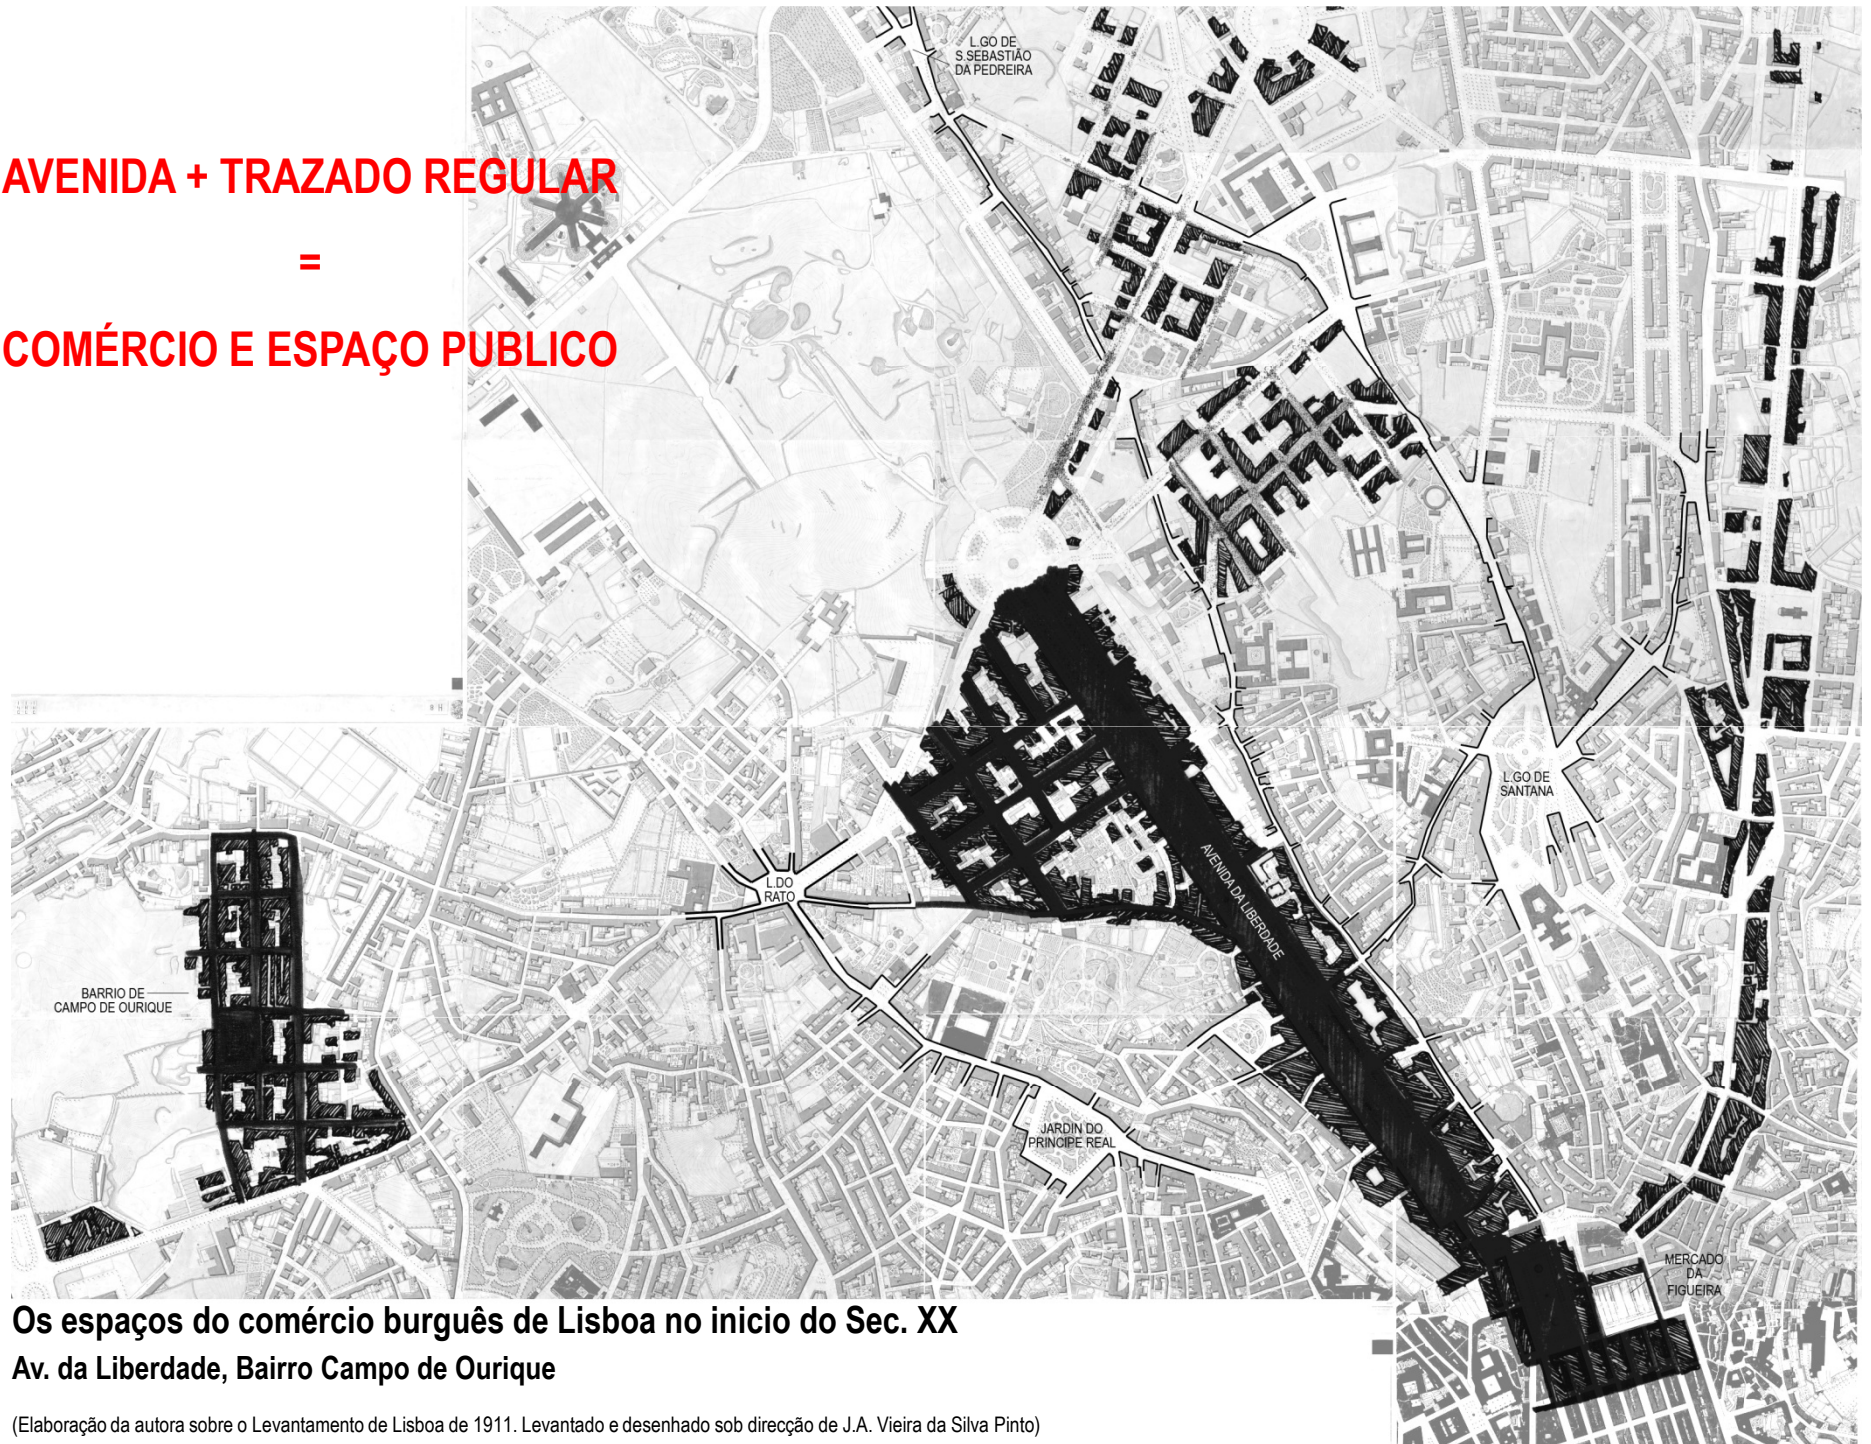 L.GO DE
S.SEBASTIÃO
DA PEDREIRA
AVENIDA + TRAZADO REGULAR
=
COMÉRCIO E ESPAÇO PUBLICO
L.GO DE
SANTANA
L.DO
RATO
AVENIDA DA LIBERDADE
BARRIO DE
CAMPO DE OURIQUE
JARDIN DO
PRINCIPE REAL
MERCADO
DA
FIGUEIRA
Os espaços do comércio burguês de Lisboa no inicio do Sec. XX
Av. da Liberdade, Bairro Campo de Ourique
(Elaboração da autora sobre o Levantamento de Lisboa de 1911. Levantado e desenhado sob direcção de J.A. Vieira da Silva Pinto)